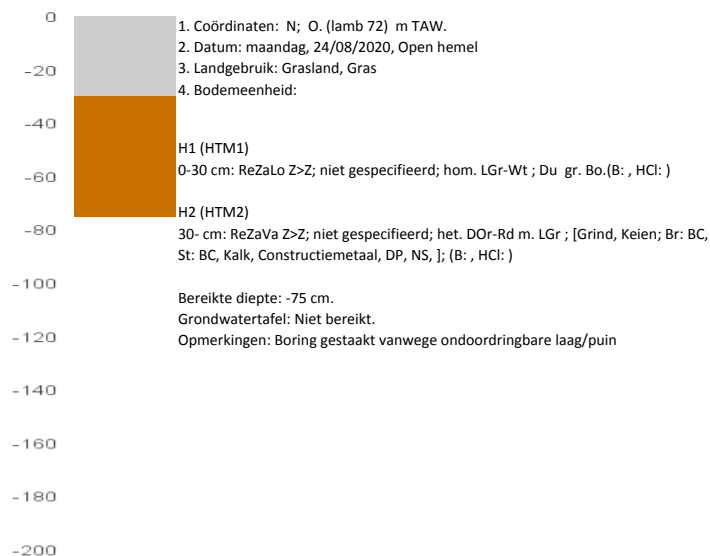 0
-20
-40
-60
-80
-100
-120
-140
-160
-180
-200
1. Coördinaten:  N;  O. (lamb 72)  m TAW.
2. Datum: maandag, 24/08/2020, Open hemel
3. Landgebruik: Grasland, Gras
4. Bodemeenheid:
H1 (HTM1)
0-30 cm: ReZaLo Z>Z; niet gespecifieerd; hom. LGr-Wt ; Du  gr. Bo.(B: , HCl: )
H2 (HTM2)
30- cm: ReZaVa Z>Z; niet gespecifieerd; het. DOr-Rd m. LGr ; [Grind, Keien; Br: BC,
St: BC, Kalk, Constructiemetaal, DP, NS, ]; (B: , HCl: )
Bereikte diepte: -75 cm.
Grondwatertafel: Niet bereikt.
Opmerkingen: Boring gestaakt vanwege ondoordringbare laag/puin